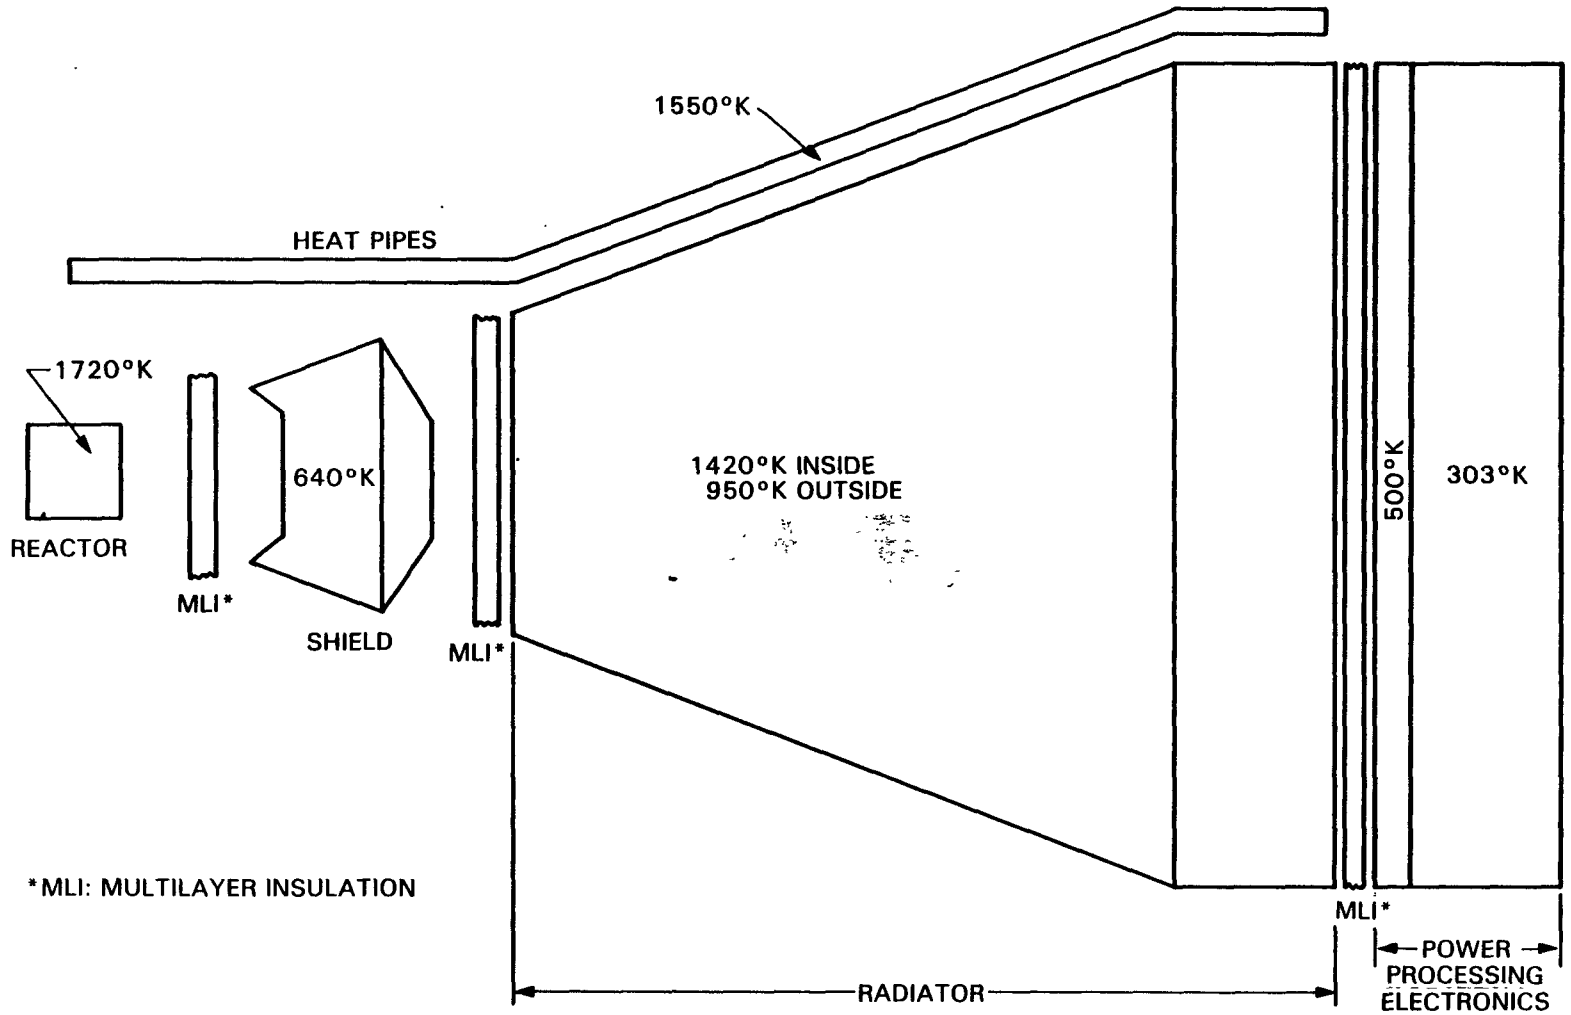 1550°K
HEAT PIPES
1720°K
REACTOR
MLI*
640°K
SHIELD
MLI*
1420°K INSIDE
950°K OUTSIDE
500°K
303°K
*MLI: MULTILAYER INSULATION
MLI*
RADIATOR
POWER
PROCESSING
ELECTRONICS